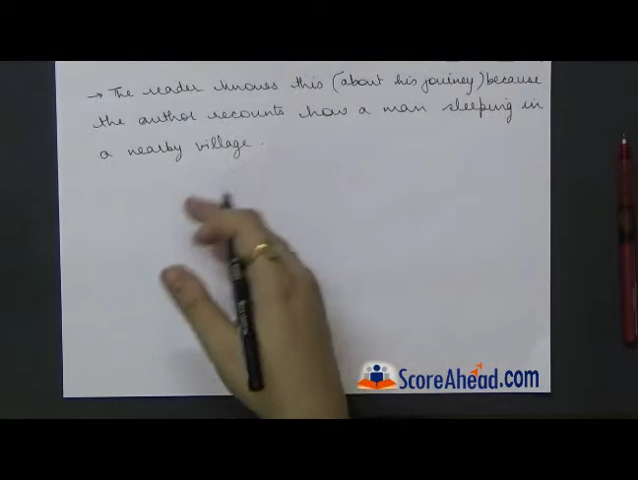 → The reader knows this (about his journey) because
the author recounts how a man sleeping in
a nearby village.
ScoreAhead.com